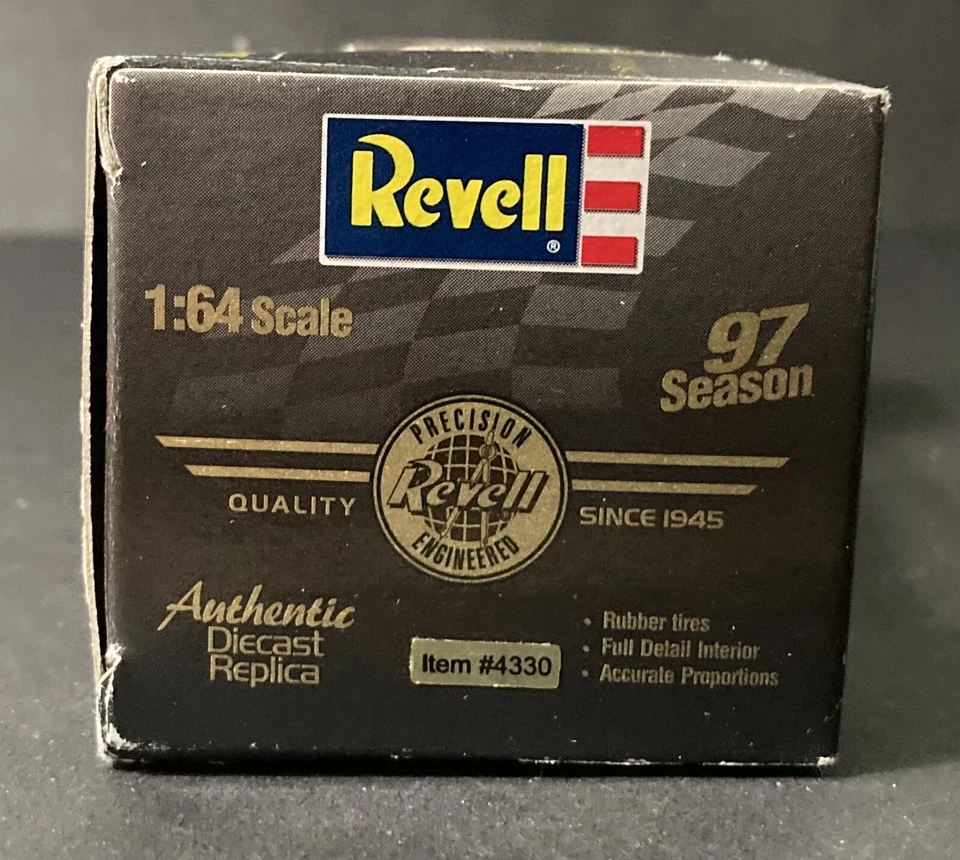 Revell®
1:64 Scale
97
Season
PRECISION
Revell
ENGINEERED
QUALITY
SINCE 1945
Authentic
Diecast
Replica
Item #4330
• Rubber tires
• Full Detail Interior
• Accurate Proportions